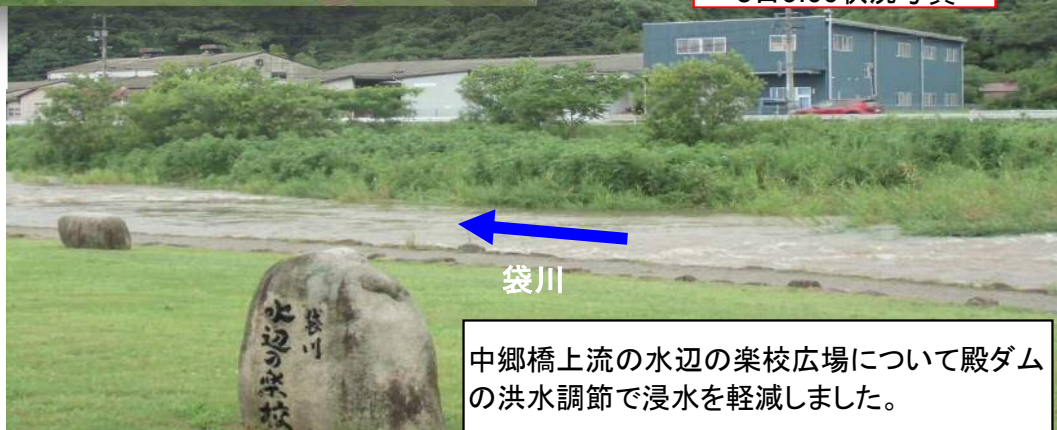 袋川
袋川
水辺の楽校
中郷橋上流の水辺の楽校広場について殿ダム
の洪水調節で浸水を軽減しました。